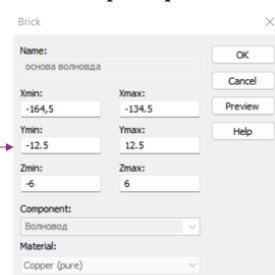 Brick
Name:
основа волновда
OK
Cancel
Xmin:
Xmax:
-164,5
-134.5
Preview
Ymin:
Ymax:
Help
-12.5
12.5
Zmin:
Zmax:
-6
6
Component:
Волновод
Material:
Copper (pure)